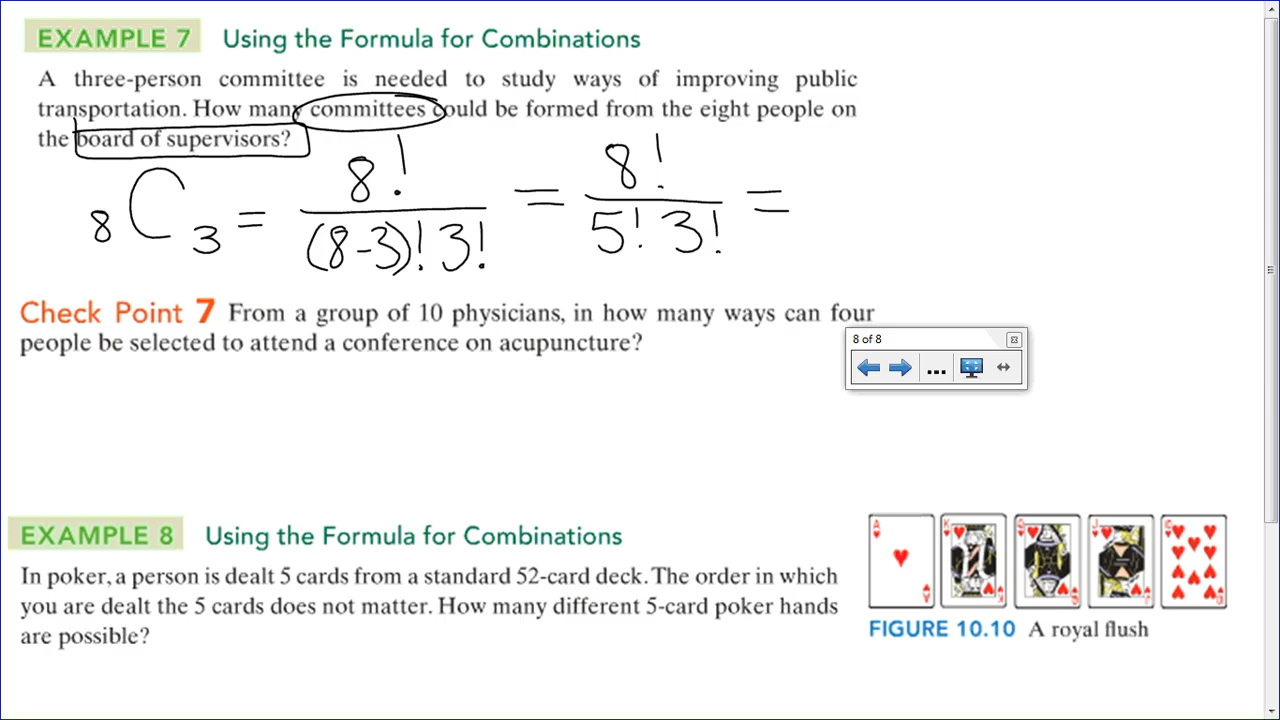 EXAMPLE 7 Using the Formula for Combinations
A three-person committee is needed to study ways of improving public
transportation. How many committees could be formed from the eight people on
the board of supervisors?
8C3 = 8! / (8-3)! 3! = 8! / 5! 3! =
Check Point 7 From a group of 10 physicians, in how many ways can four
people be selected to attend a conference on acupuncture?
8 of 8
...
EXAMPLE 8 Using the Formula for Combinations
In poker, a person is dealt 5 cards from a standard 52-card deck. The order in which
you are dealt the 5 cards does not matter. How many different 5-card poker hands
are possible?
A K Q J 10
FIGURE 10.10 A royal flush